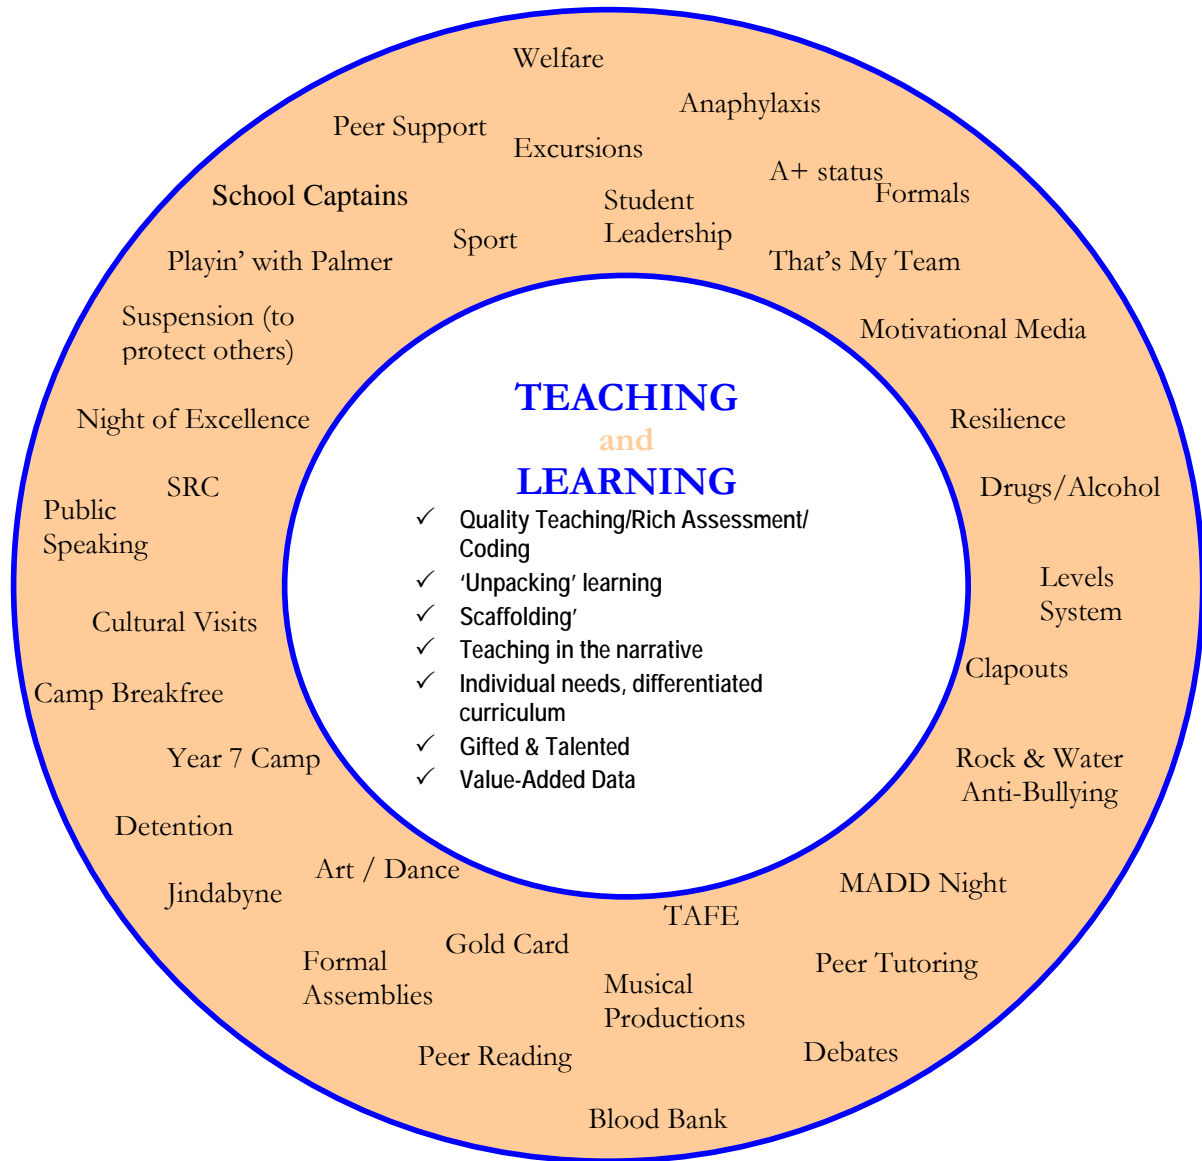 Welfare
Anaphylaxis
Peer Support
Excursions
A+ status
Formals
School Captains
Student
Leadership
Sport
Playin’ with Palmer
That’s My Team
Suspension (to
protect others)
Motivational Media
TEACHING
and
LEARNING
Night of Excellence
Resilience
SRC
Drugs/Alcohol
Public
Speaking
✓ Quality Teaching/Rich Assessment/
Coding
✓ ‘Unpacking’ learning
✓ Scaffolding’
✓ Teaching in the narrative
✓ Individual needs, differentiated
curriculum
✓ Gifted & Talented
✓ Value-Added Data
Levels
System
Cultural Visits
Clapouts
Camp Breakfree
Year 7 Camp
Rock & Water
Anti-Bullying
Detention
Art / Dance
Jindabyne
MADD Night
TAFE
Gold Card
Formal
Assemblies
Peer Tutoring
Musical
Productions
Peer Reading
Debates
Blood Bank